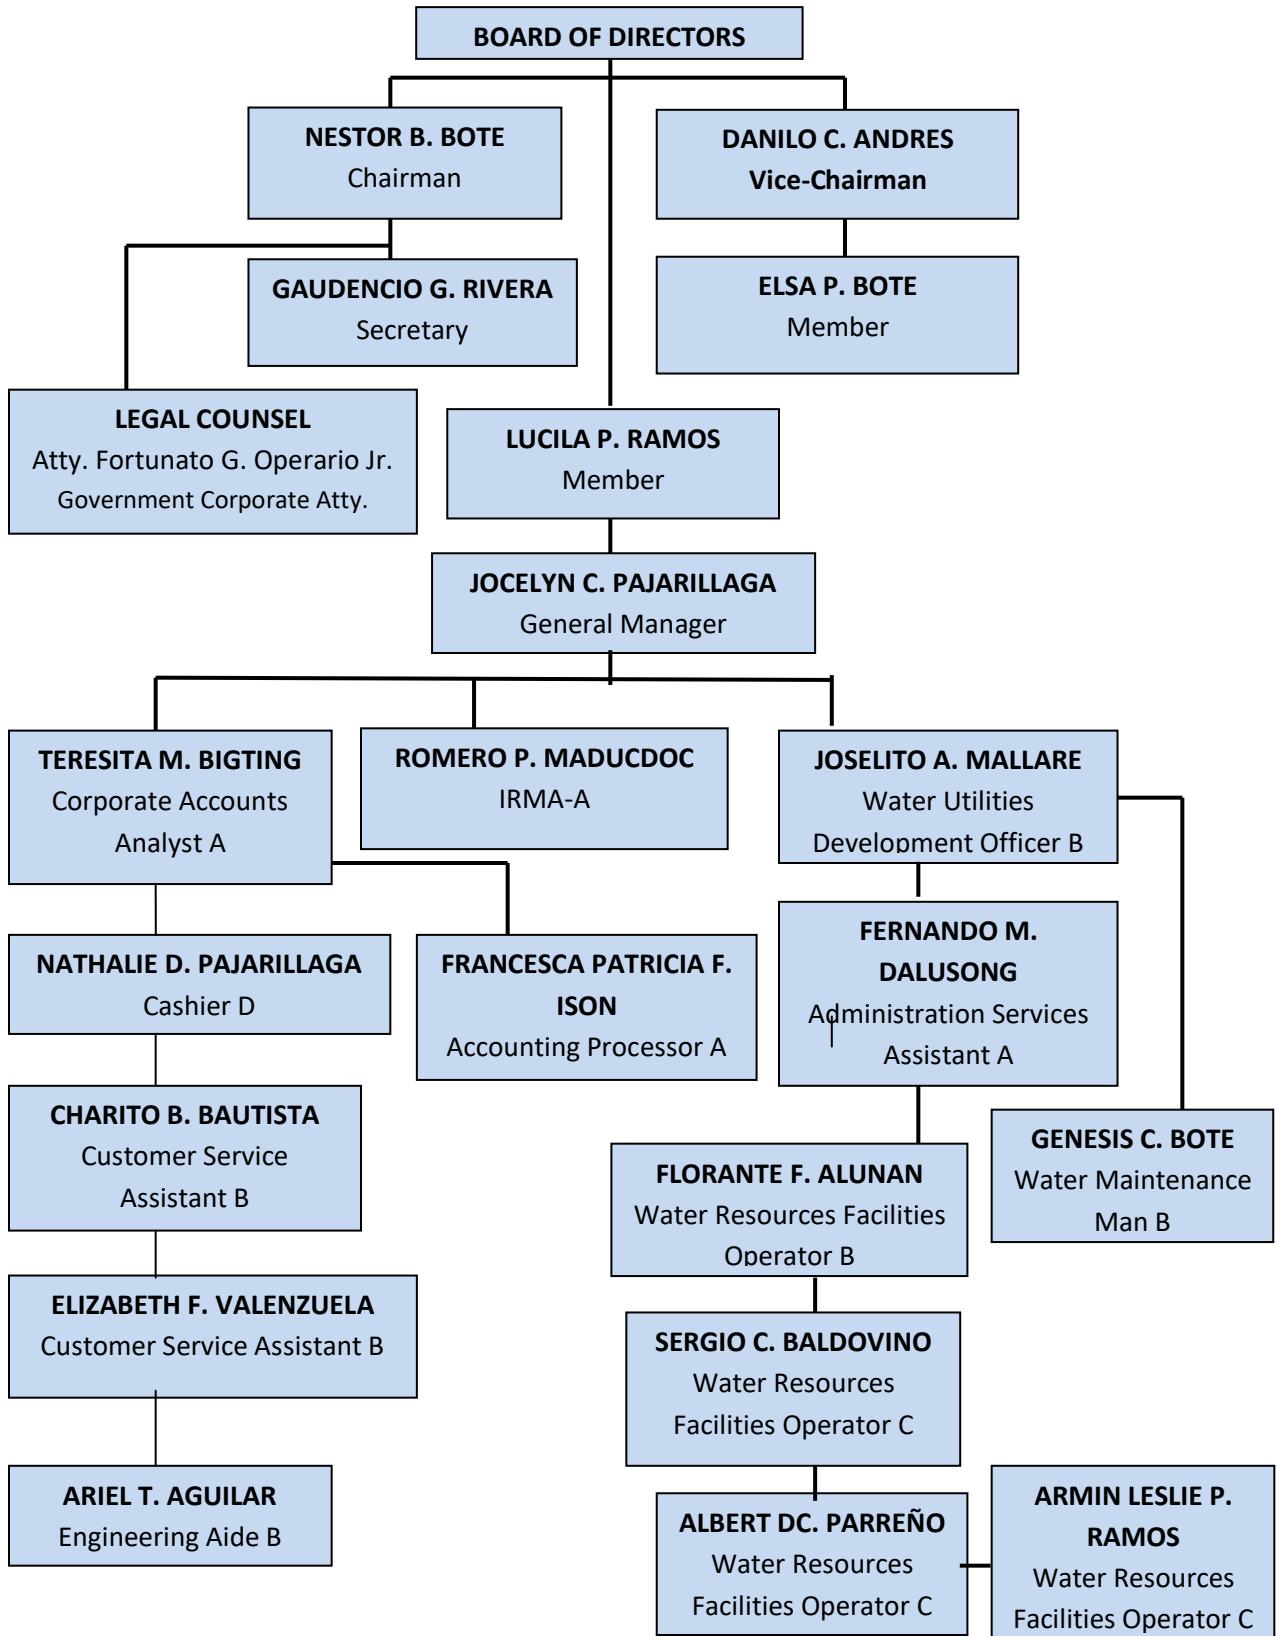 BOARD OF DIRECTORS
NESTOR B. BOTE
Chairman
DANILO C. ANDRES
Vice-Chairman
GAUDENCIO G. RIVERA
Secretary
ELSA P. BOTE
Member
LEGAL COUNSEL
Atty. Fortunato G. Operario Jr.
Government Corporate Atty.
LUCILA P. RAMOS
Member
JOCELYN C. PAJARILLAGA
General Manager
TERESITA M. BIGTING
Corporate Accounts
Analyst A
ROMERO P. MADUCDOC
IRMA-A
JOSELITO A. MALLARE
Water Utilities
Development Officer B
NATHALIE D. PAJARILLAGA
Cashier D
FRANCESCA PATRICIA F.
ISON
Accounting Processor A
FERNANDO M.
DALUSONG
Administration Services
Assistant A
CHARITO B. BAUTISTA
Customer Service
Assistant B
FLORANTE F. ALUNAN
Water Resources Facilities
Operator B
GENESIS C. BOTE
Water Maintenance
Man B
ELIZABETH F. VALENZUELA
Customer Service Assistant B
SERGIO C. BALDOVINO
Water Resources
Facilities Operator C
ARIEL T. AGUILAR
Engineering Aide B
ALBERT DC. PARREÑO
Water Resources
Facilities Operator C
ARMIN LESLIE P.
RAMOS
Water Resources
Facilities Operator C